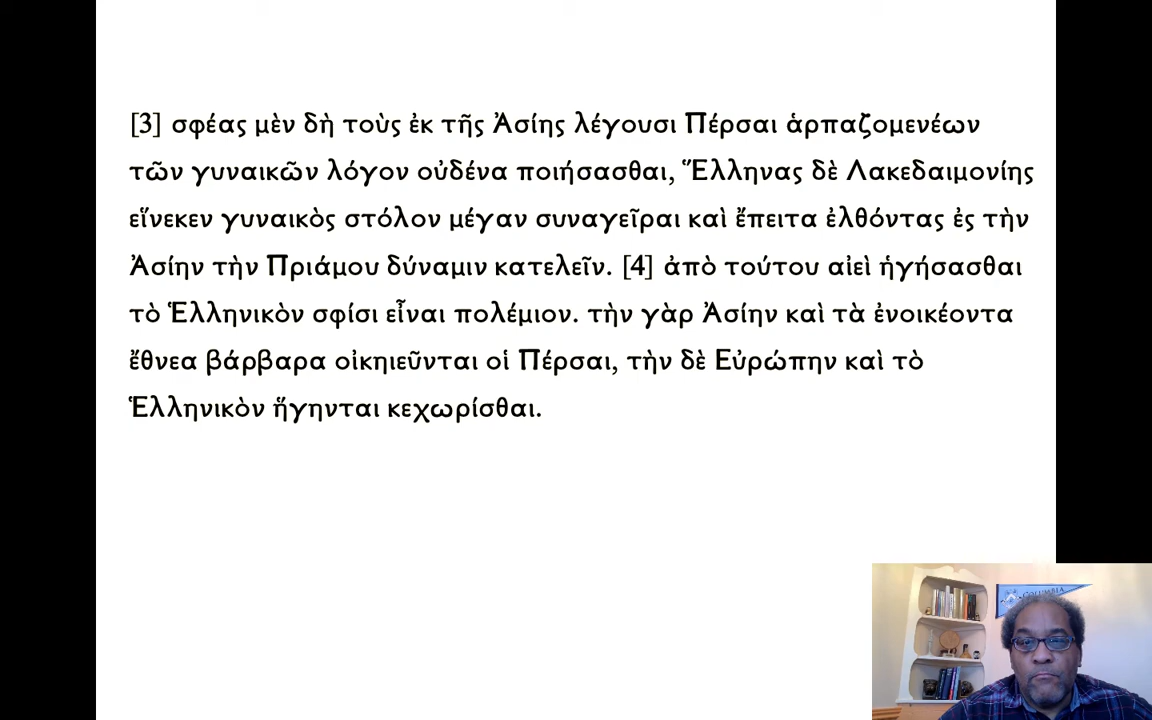 [3] σφέας μὲν δὴ τοὺς ἐκ τῆς Ἀσίης λέγουσι Πέρσαι ἁρπαζομενέων
τῶν γυναικῶν λόγον οὐδένα ποιήσασθαι, Ἕλληνας δὲ Λακεδαιμονίης
εἵνεκεν γυναικὸς στόλον μέγαν συναγεῖραι καὶ ἔπειτα ἐλθόντας ἐς τὴν
Ἀσίην τὴν Πριάμου δύναμιν κατελεῖν. [4] ἀπὸ τούτου αἰεὶ ἡγήσασθαι
τὸ Ἑλληνικὸν σφίσι εἶναι πολέμιον. τὴν γὰρ Ἀσίην καὶ τὰ ἐνοικέοντα
ἔθνεα βάρβαρα οἰκηιεῦνται οἱ Πέρσαι, τὴν δὲ Εὐρώπην καὶ τὸ
Ἑλληνικὸν ἥγηνται κεχωρίσθαι.
COLUMBIA